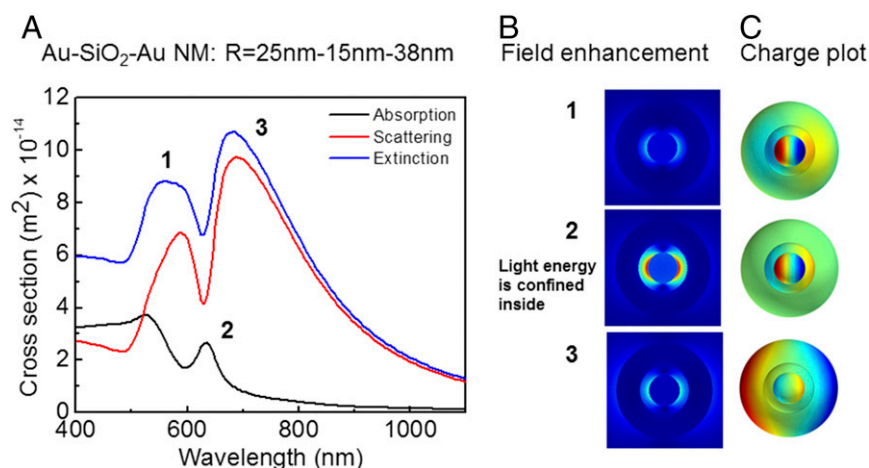 A
Au-SiO₂-Au NM: R=25nm-15nm-38nm
12
10
8
6
4
2
0
Cross section (m²) x 10⁻¹⁴
400
600
800
1000
Wavelength (nm)
Absorption
Scattering
Extinction
1
2
3
B
Field enhancement
1
2
Light energy
is confined
inside
3
C
Charge plot